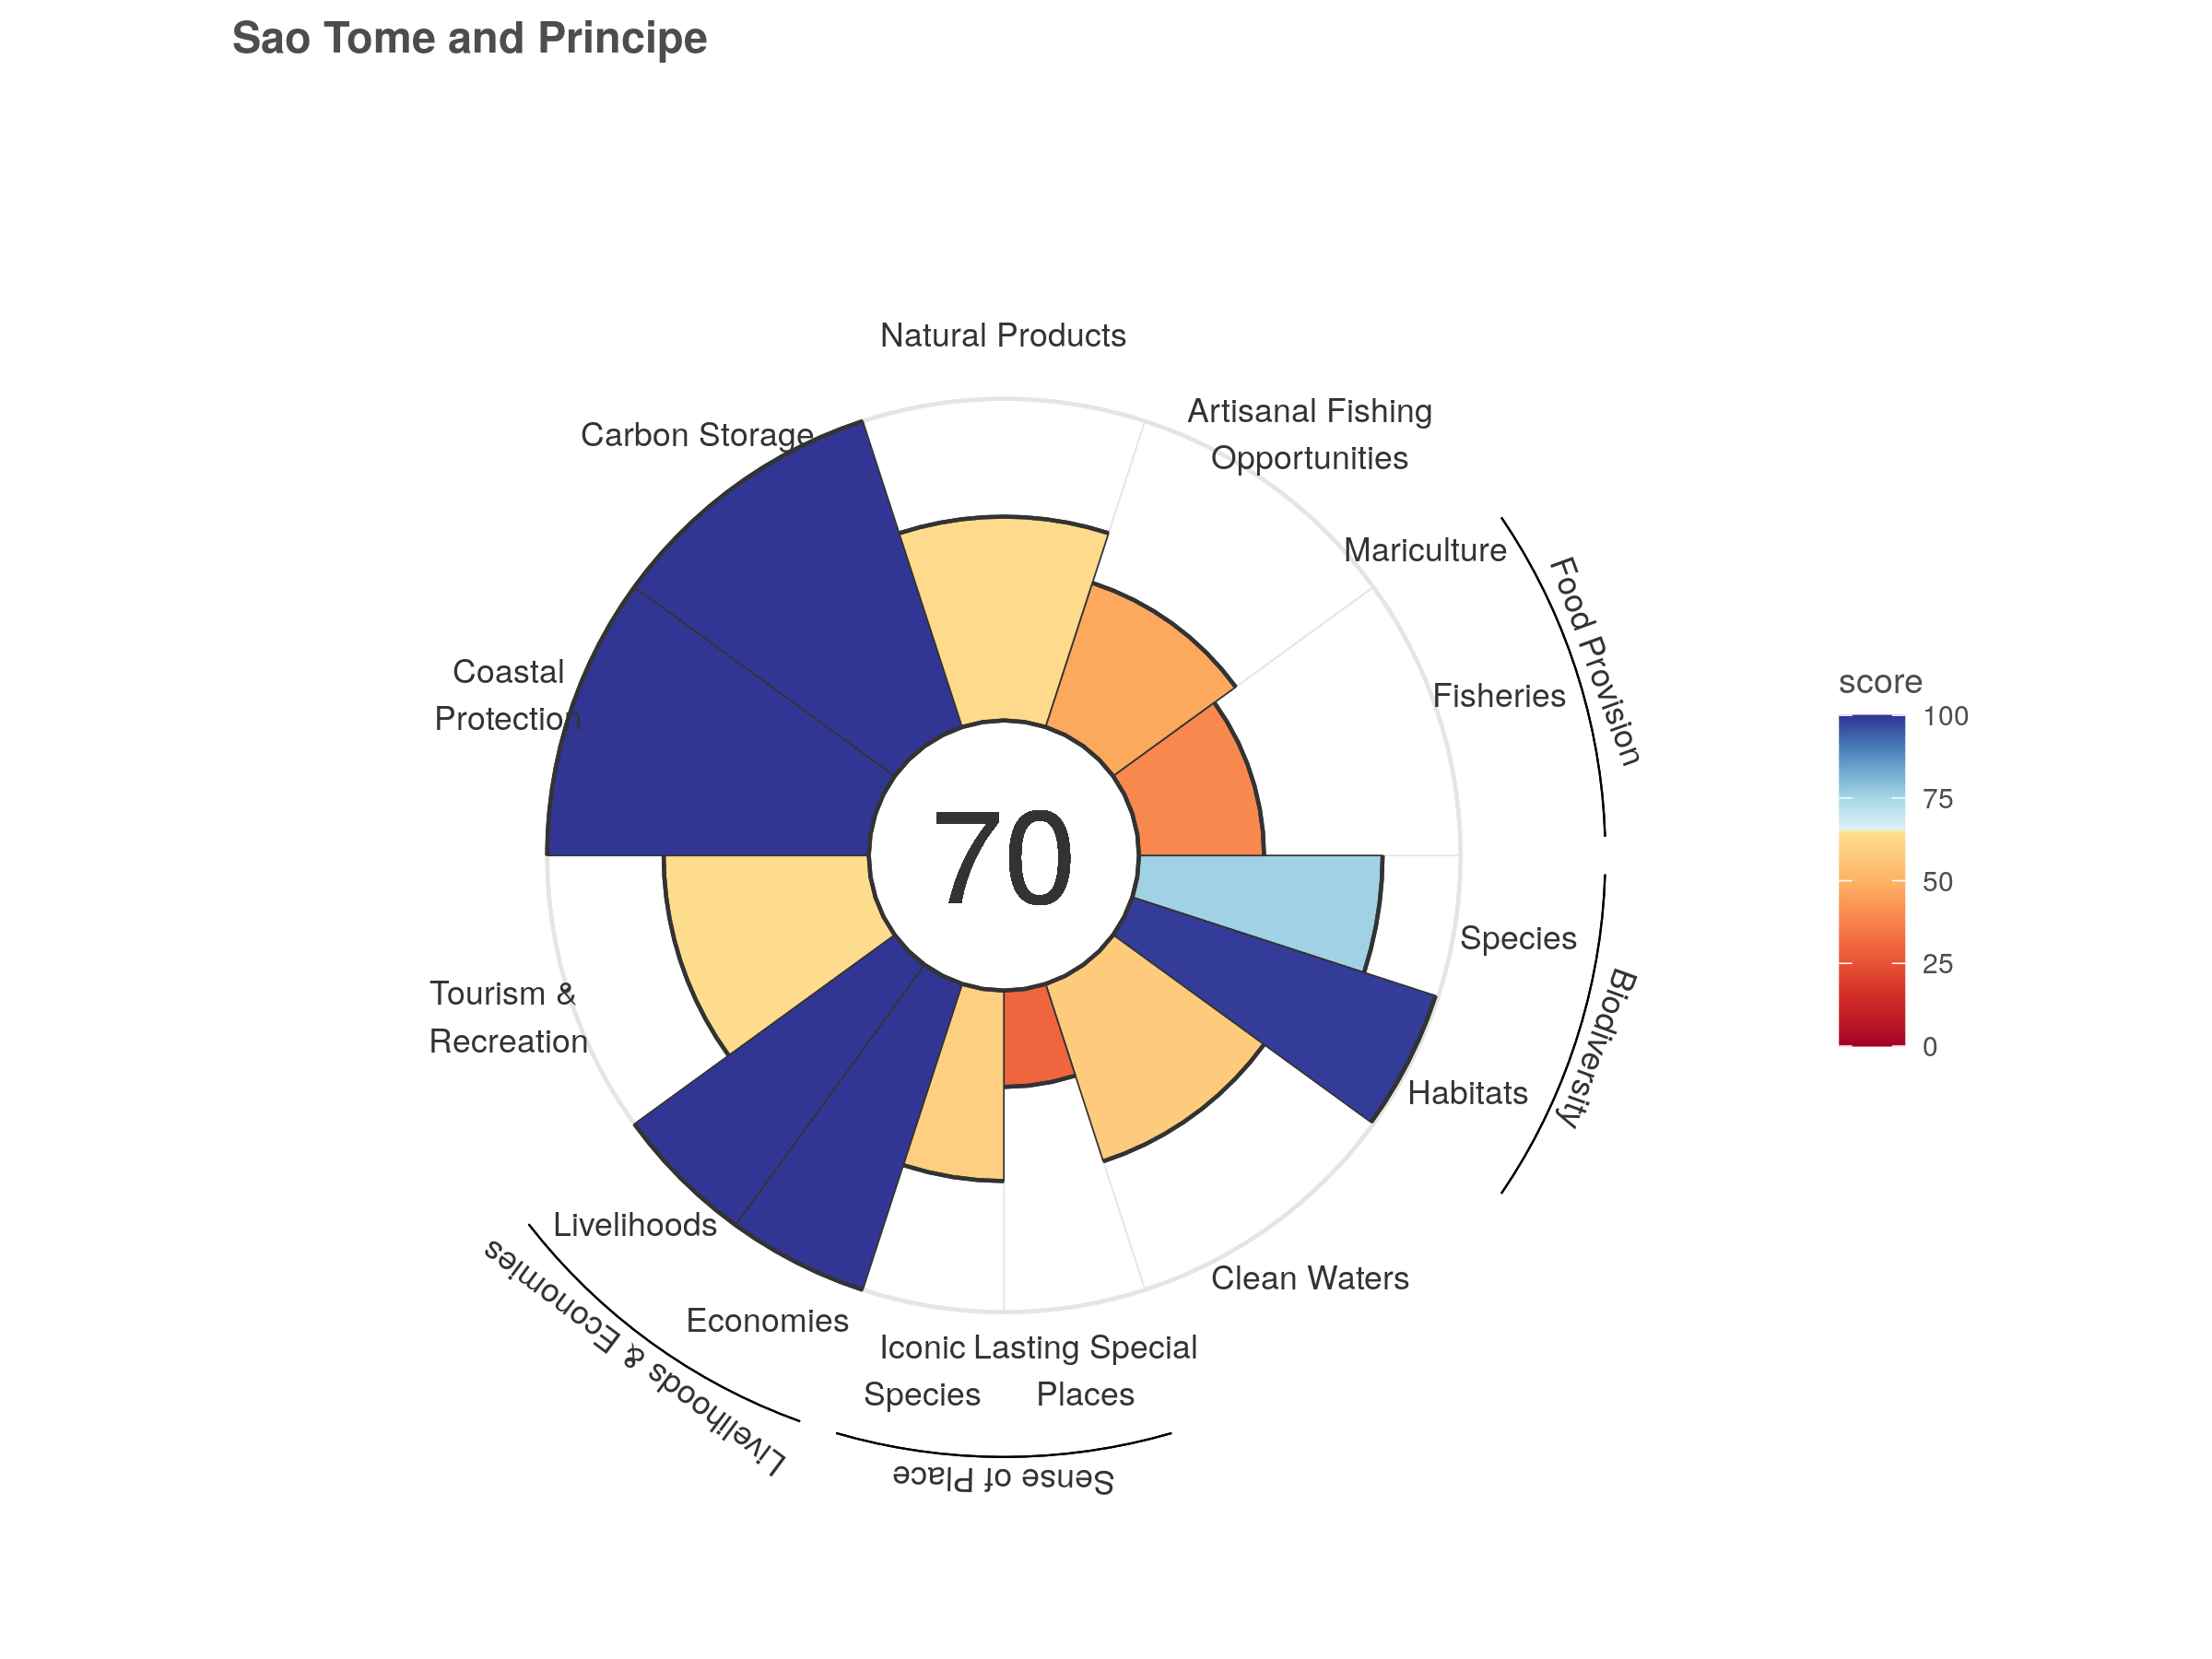 Sao Tome and Principe
Natural Products
Artisanal Fishing
Opportunities
Carbon Storage
Mariculture
Food Provision
Fisheries
Coastal
Protection
score
100
75
50
25
0
70
Species
Biodiversity
Habitats
Tourism &
Recreation
Livelihoods
Economies
Livelihoods & Economies
Clean Waters
Iconic
Species
Lasting Special
Places
Sense of Place